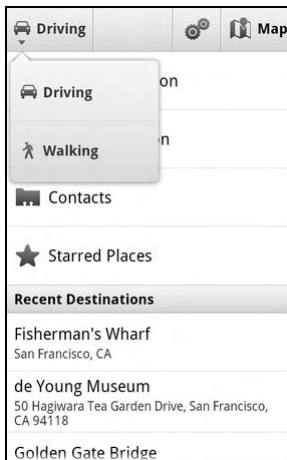 Driving
Map
Driving
on
Walking
n
Contacts
Starred Places
Recent Destinations
Fisherman's Wharf
San Francisco, CA
de Young Museum
50 Hagiwara Tea Garden Drive, San Francisco,
CA 94118
Golden Gate Bridge